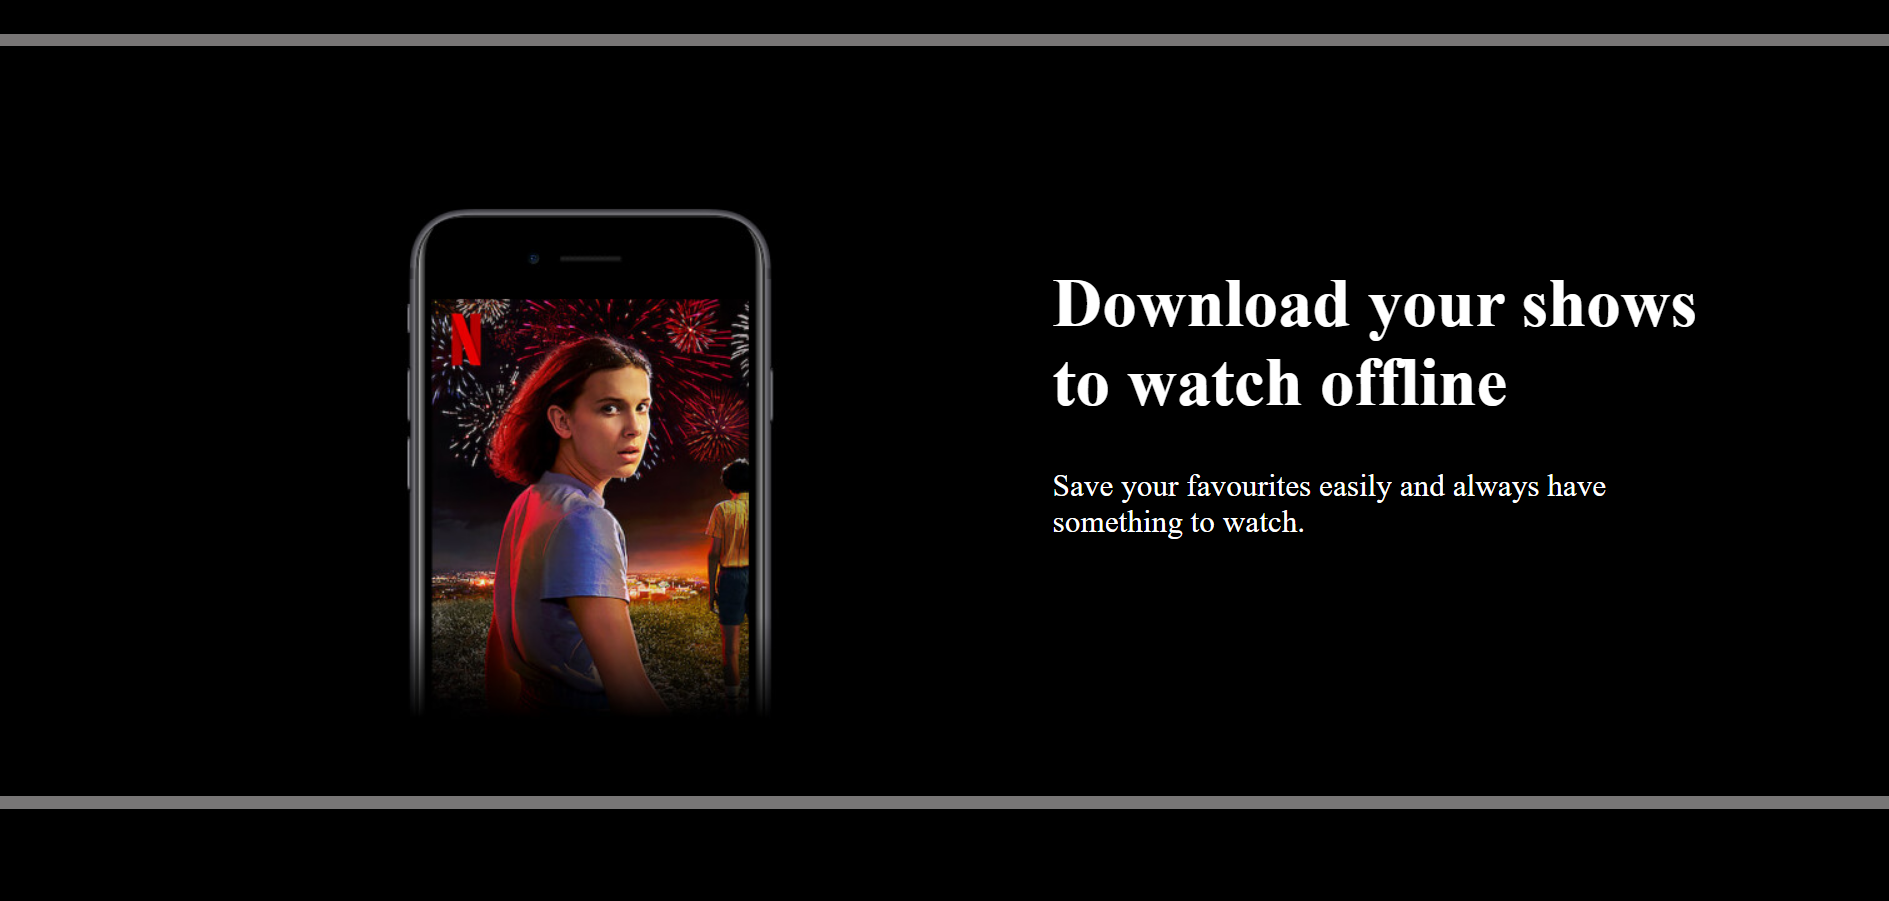 N
Download your shows
to watch offline
Save your favourites easily and always have
something to watch.